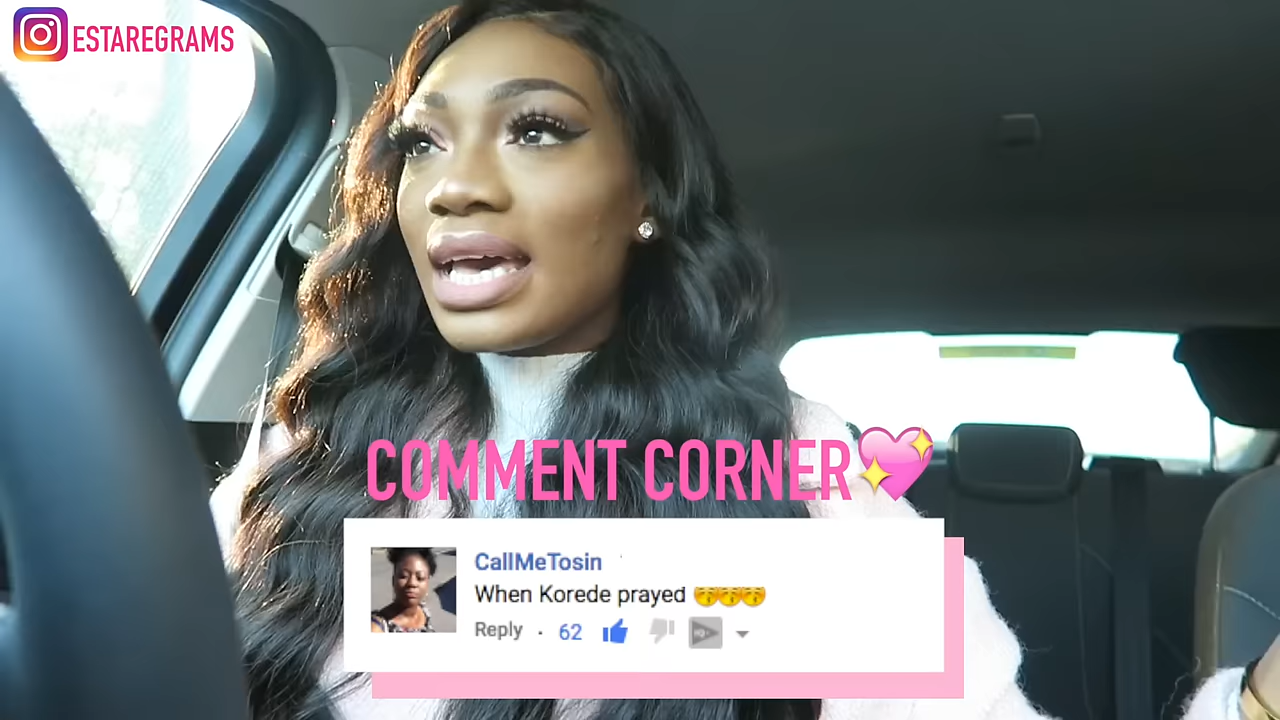 ESTAREGRAMS
COMMENT CORNER💖
CallMeTosin
When Korede prayed 😚😚😚
Reply · 62